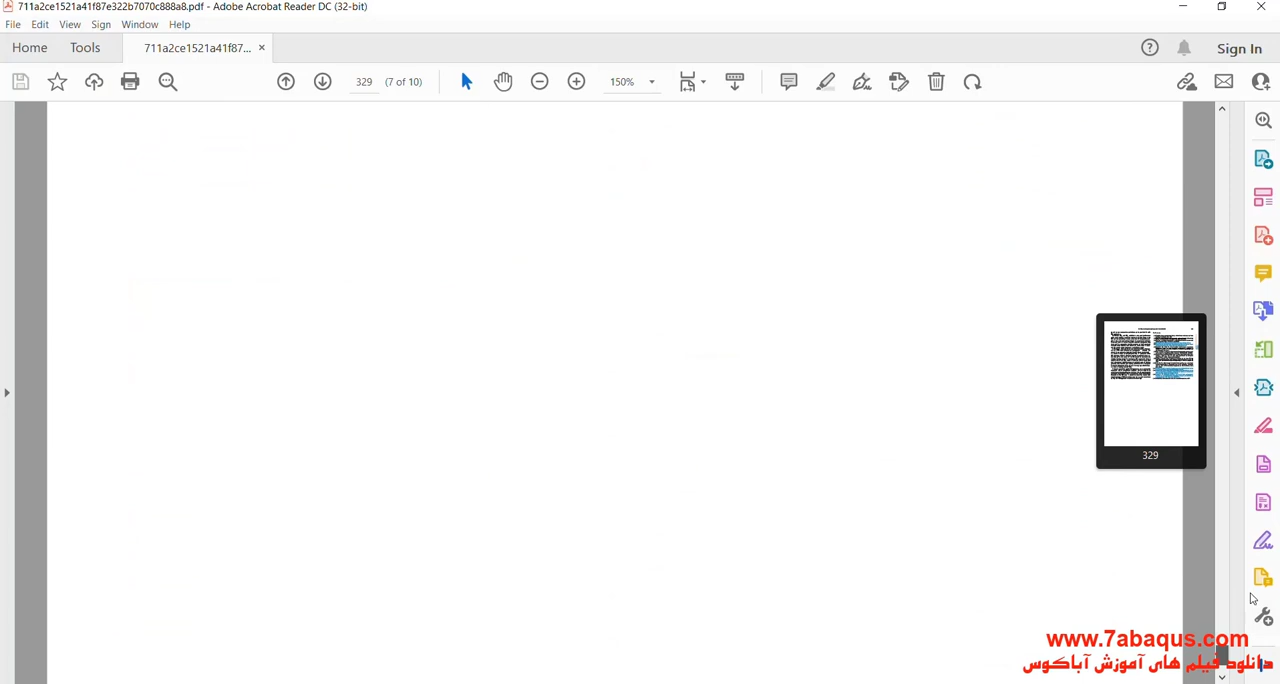 711a2ce1521a41f87e322b7070c888a8.pdf - Adobe Acrobat Reader DC (32-bit)
File Edit View Sign Window Help
Home Tools 711a2ce1521a41f87... × Sign In
329 (7 of 10) 150%
329
www.7abaqus.com
دانلود فیلم های آموزش آباکوس